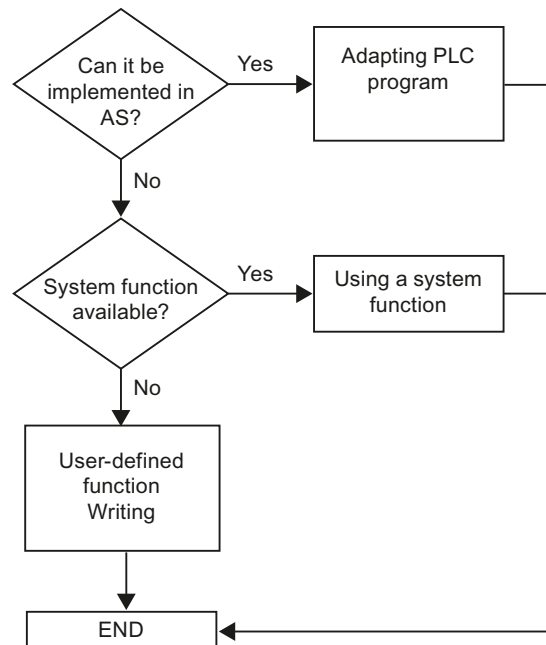 Can it be
implemented in
AS?
Yes
Adapting PLC
program
No
System function
available?
Yes
Using a system
function
No
User-defined
function
Writing
END